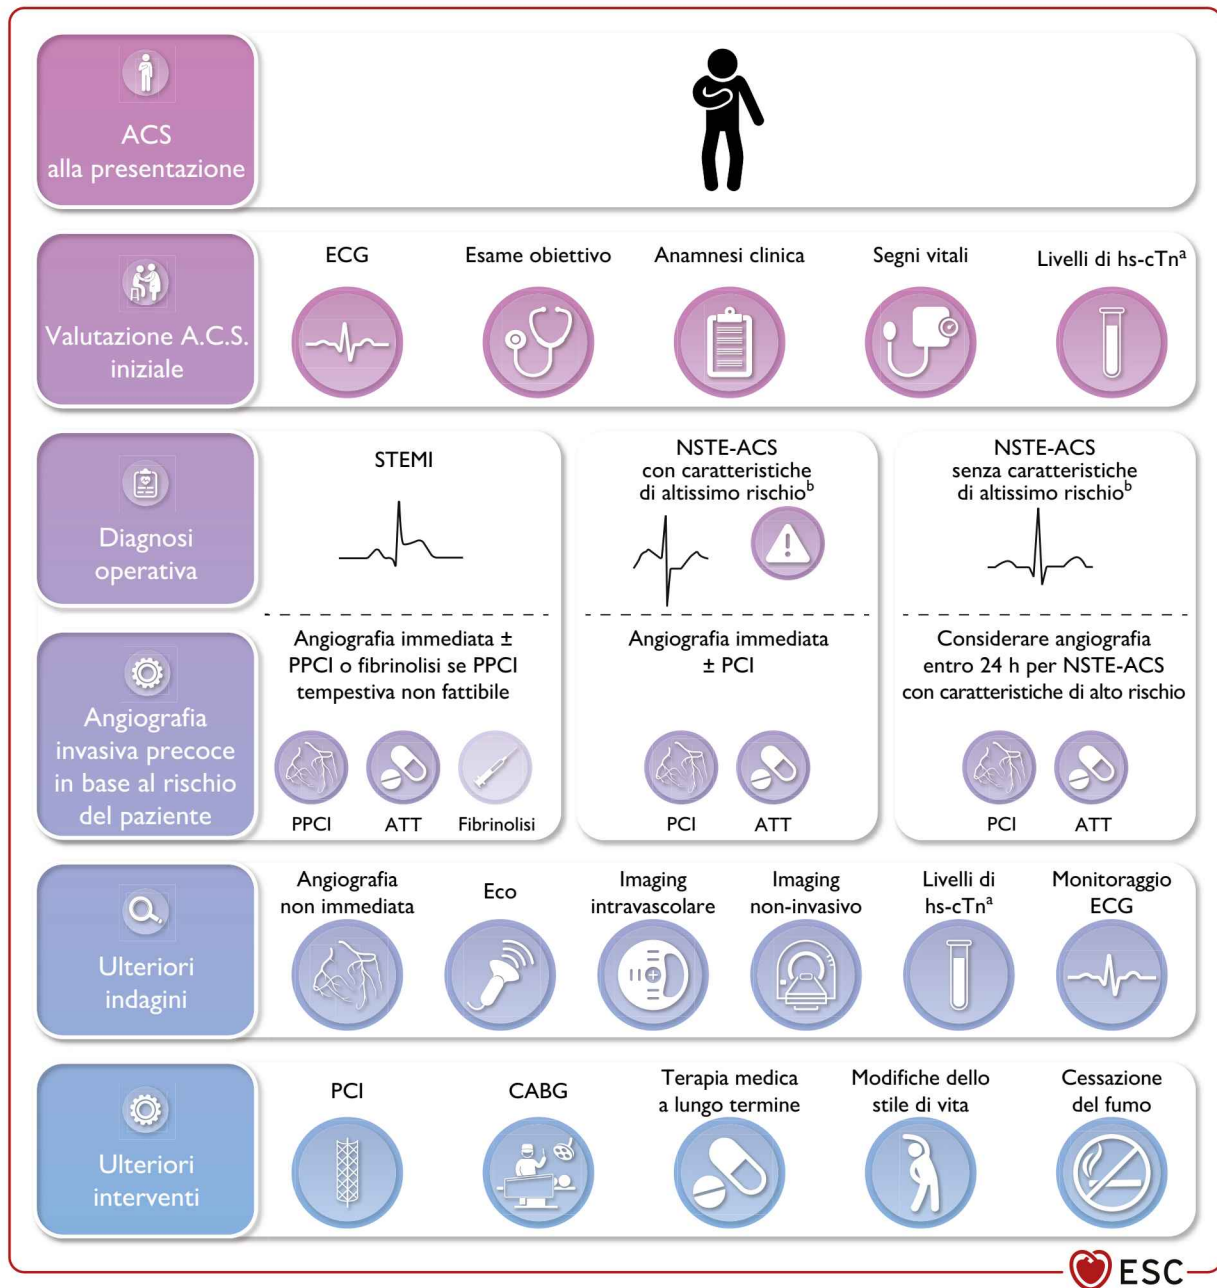 ACS
alla presentazione
Valutazione A.C.S.
iniziale
ECG
Esame obiettivo
Anamnesi clinica
Segni vitali
Livelli di hs-cTnᵃ
Diagnosi
operativa
STEMI
NSTE-ACS
con caratteristiche
di altissimo rischioᵇ
NSTE-ACS
senza caratteristiche
di altissimo rischioᵇ
Angiografia
invasiva precoce
in base al rischio
del paziente
Angiografia immediata ±
PPCI o fibrinolisi se PPCI
tempestiva non fattibile
PPCI
ATT
Fibrinolisi
Angiografia immediata
± PCI
PCI
ATT
Considerare angiografia
entro 24 h per NSTE-ACS
con caratteristiche di alto rischio
PCI
ATT
Ulteriori
indagini
Angiografia
non immediata
Eco
Imaging
intravascolare
Imaging
non-invasivo
Livelli di
hs-cTnᵃ
Monitoraggio
ECG
Ulteriori
interventi
PCI
CABG
Terapia medica
a lungo termine
Modifiche dello
stile di vita
Cessazione
del fumo
ESC